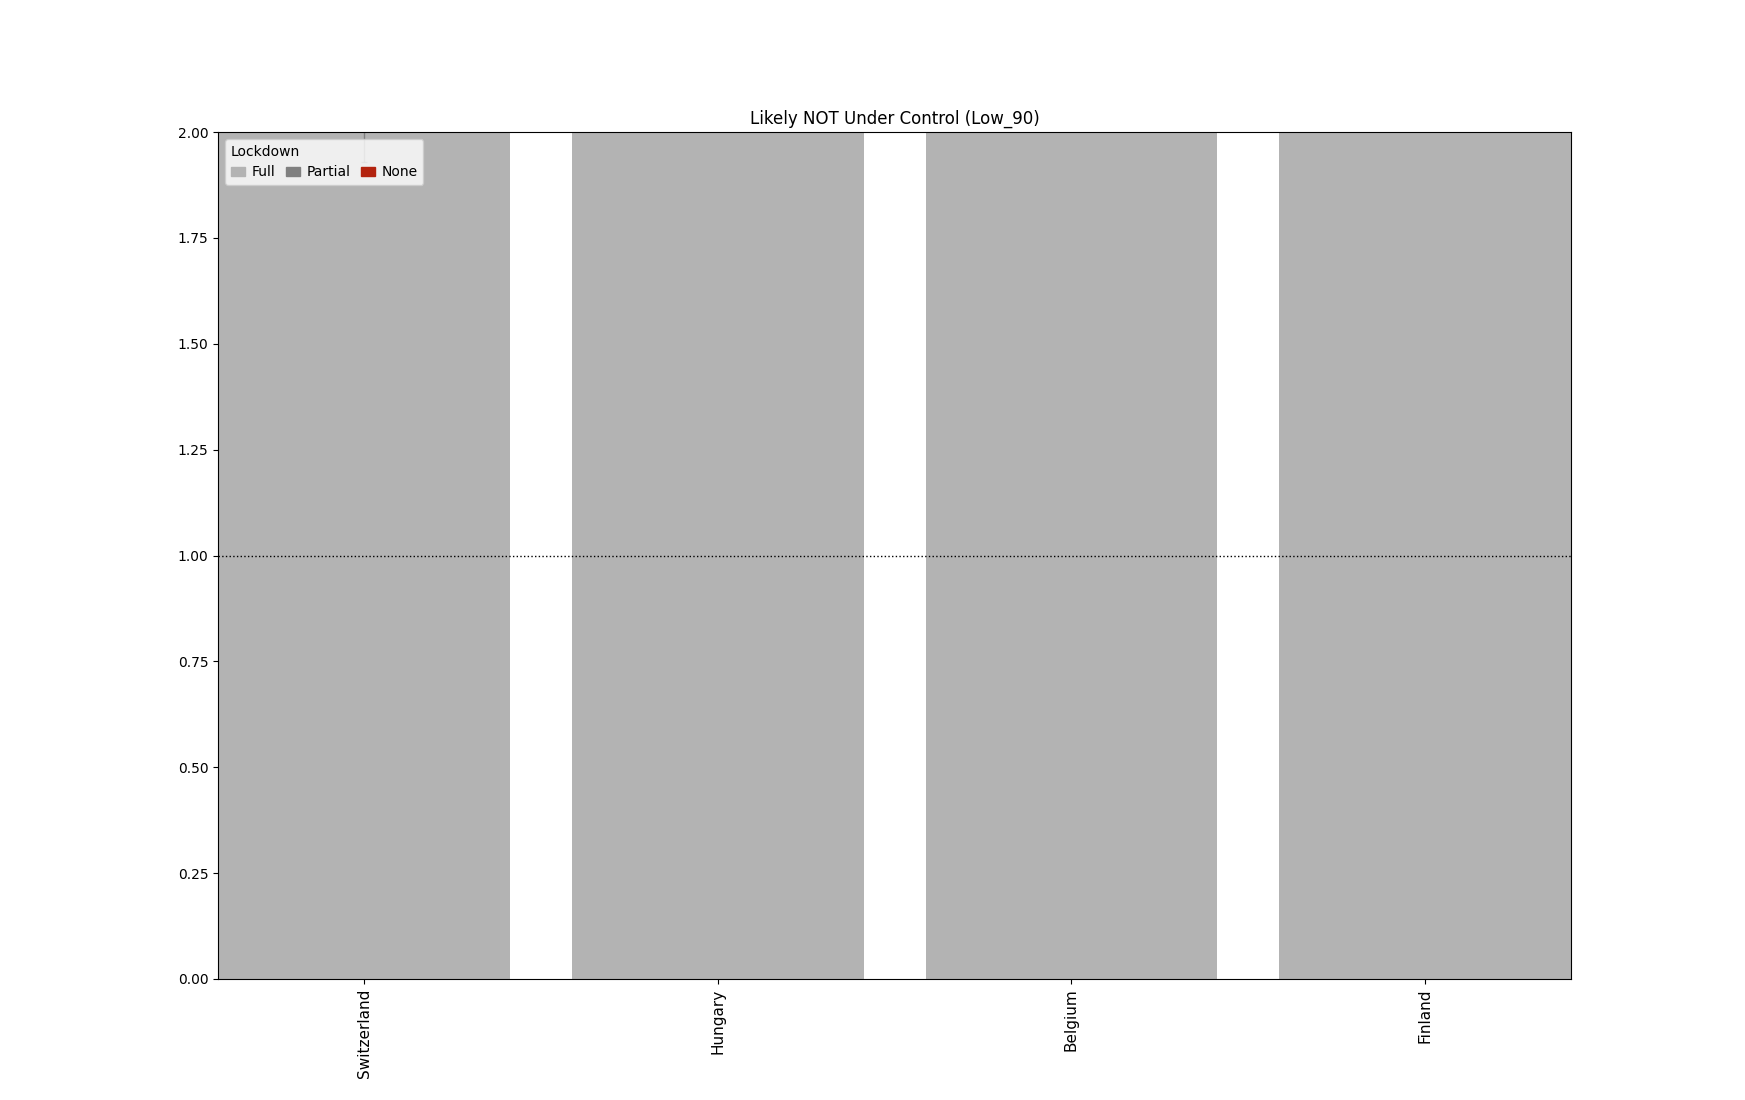 Likely NOT Under Control (Low_90)
2.00
Lockdown
Full Partial None
1.75
1.50
1.25
1.00
0.75
0.50
0.25
0.00
Switzerland
Hungary
Belgium
Finland